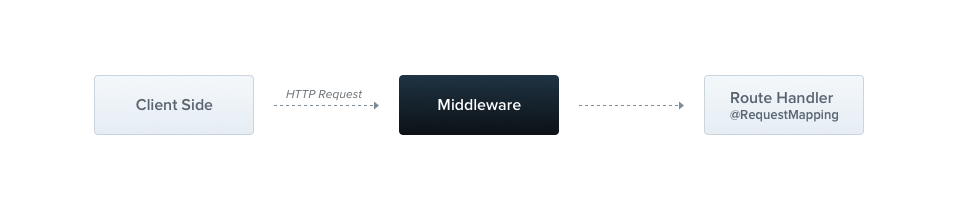 Client Side
HTTP Request
Middleware
Route Handler
@RequestMapping